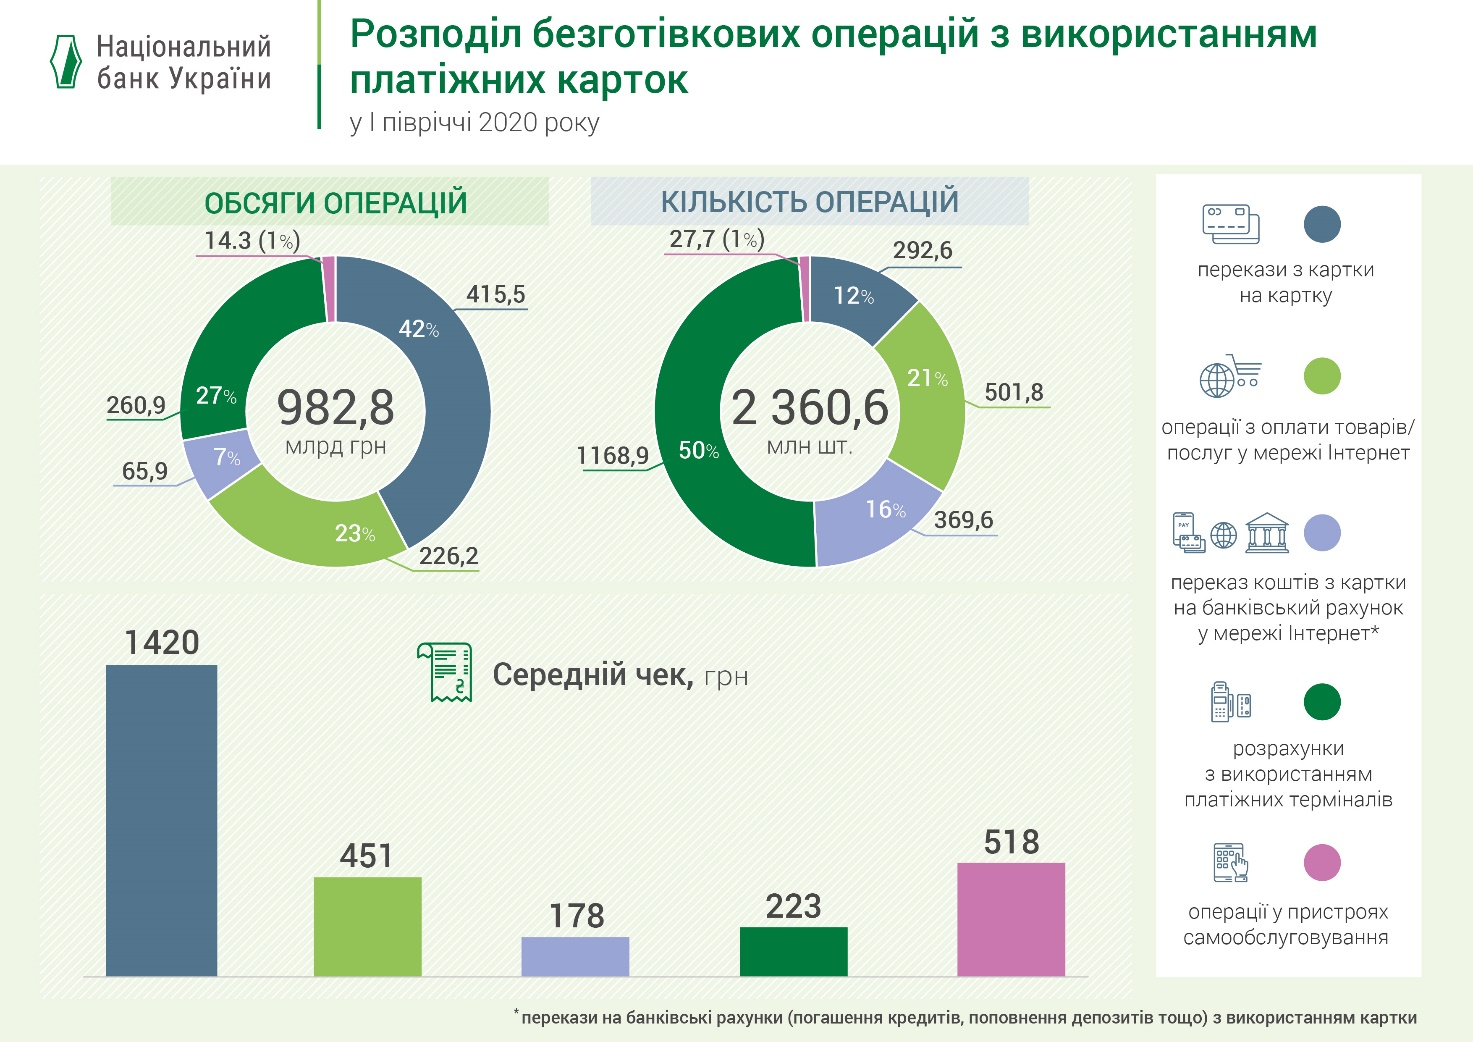 Національний
банк України
Розподіл безготівкових операцій з використанням
платіжних карток
у І півріччі 2020 року
ОБСЯГИ ОПЕРАЦІЙ
14.3 (1%)
415,5
42%
27%
982,8
млрд грн
260,9
7%
65,9
23%
226,2
КІЛЬКІСТЬ ОПЕРАЦІЙ
27,7 (1%)
292,6
12%
21%
501,8
2 360,6
млн шт.
50%
1168,9
16%
369,6
перекази з картки
на картку
операції з оплати товарів/
послуг у мережі Інтернет
PAY
переказ коштів з картки
на банківський рахунок
у мережі Інтернет*
розрахунки
з використанням
платіжних терміналів
операції у пристроях
самообслуговування
Середній чек, грн
1420
451
178
223
518
*перекази на банківські рахунки (погашення кредитів, поповнення депозитів тощо) з використанням картки